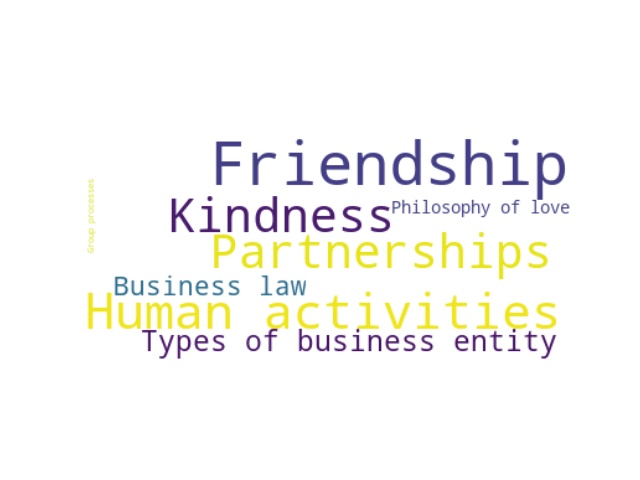 Friendship
Kindness
Philosophy of love
Group processes
Partnerships
Business law
Human activities
Types of business entity